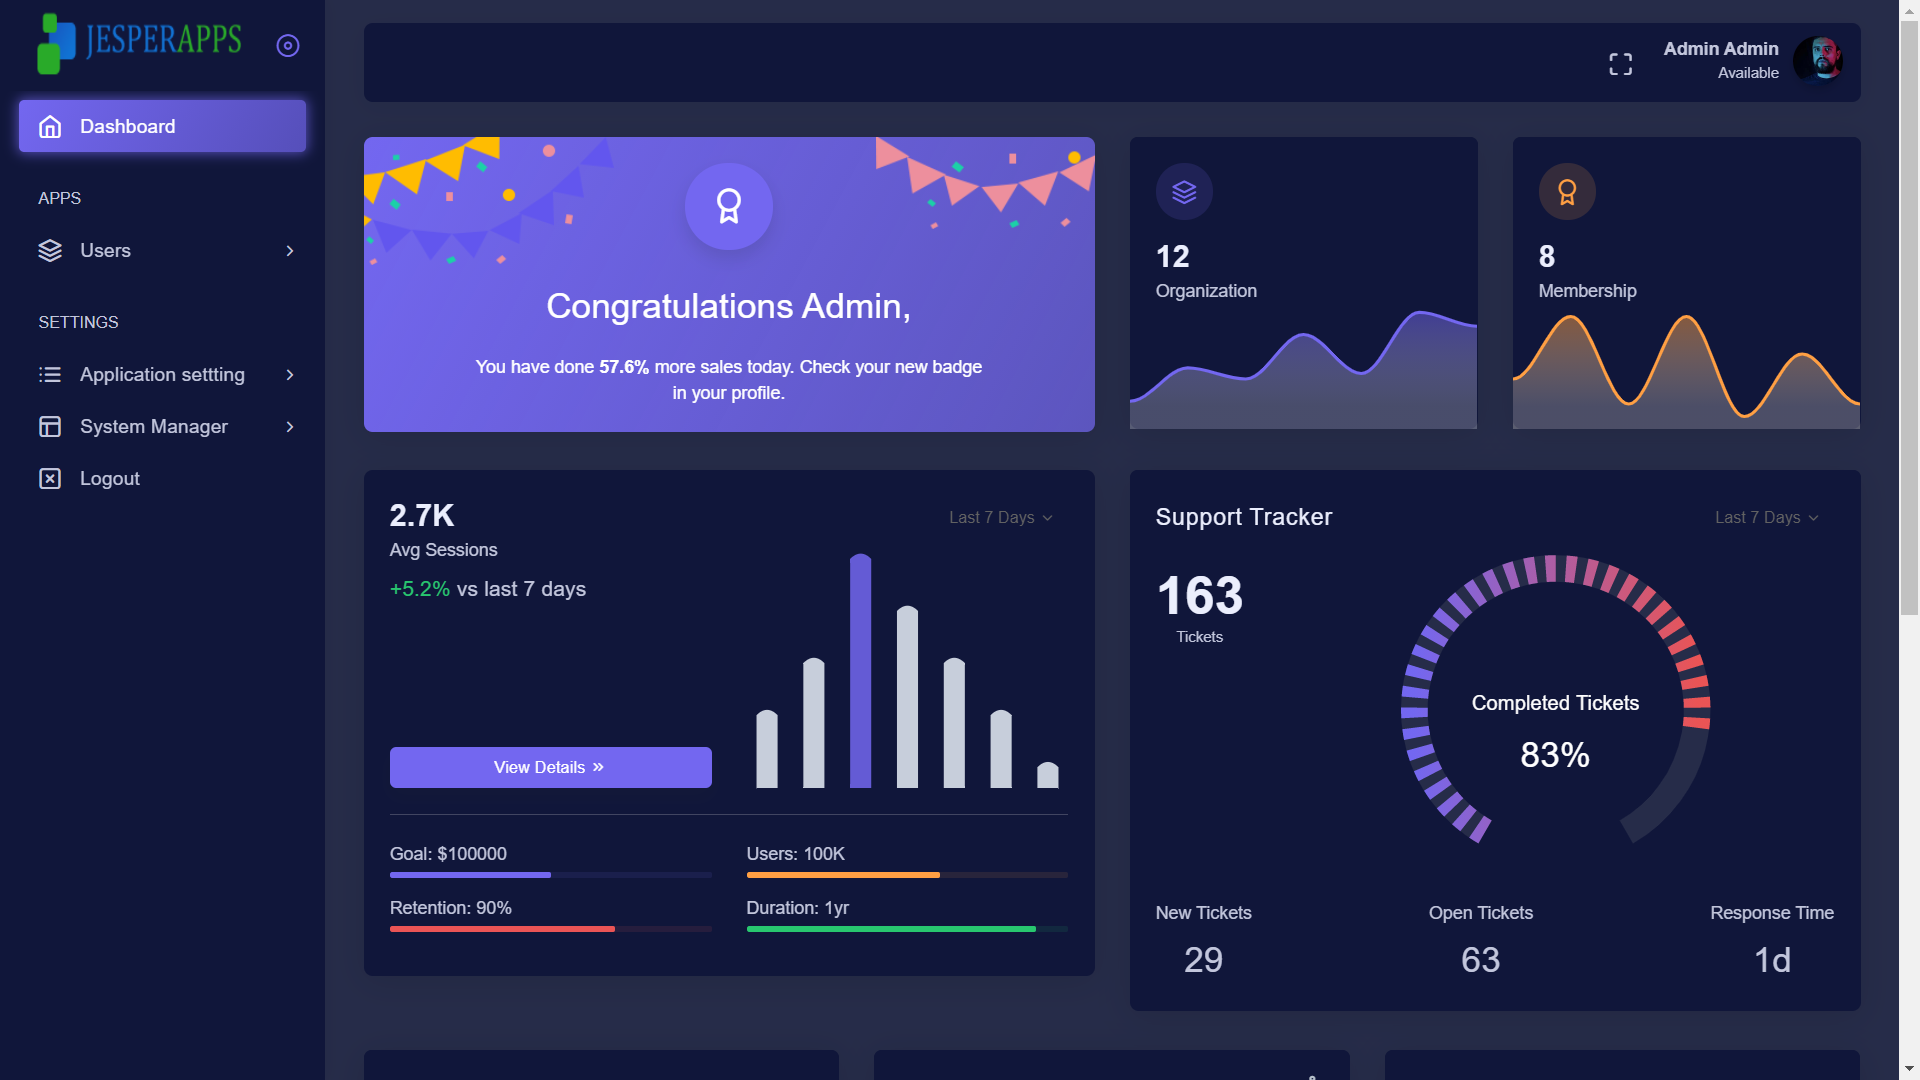 JESPERAPPS
Dashboard
APPS
Users
SETTINGS
Application settting
System Manager
Logout
Admin Admin
Available
Congratulations Admin,
You have done 57.6% more sales today. Check your new badge
in your profile.
12
Organization
8
Membership
2.7K
Avg Sessions
+5.2% vs last 7 days
Last 7 Days
View Details »
Goal: $100000
Users: 100K
Retention: 90%
Duration: 1yr
Support Tracker
Last 7 Days
163
Tickets
Completed Tickets
83%
New Tickets
Open Tickets
Response Time
29
63
1d